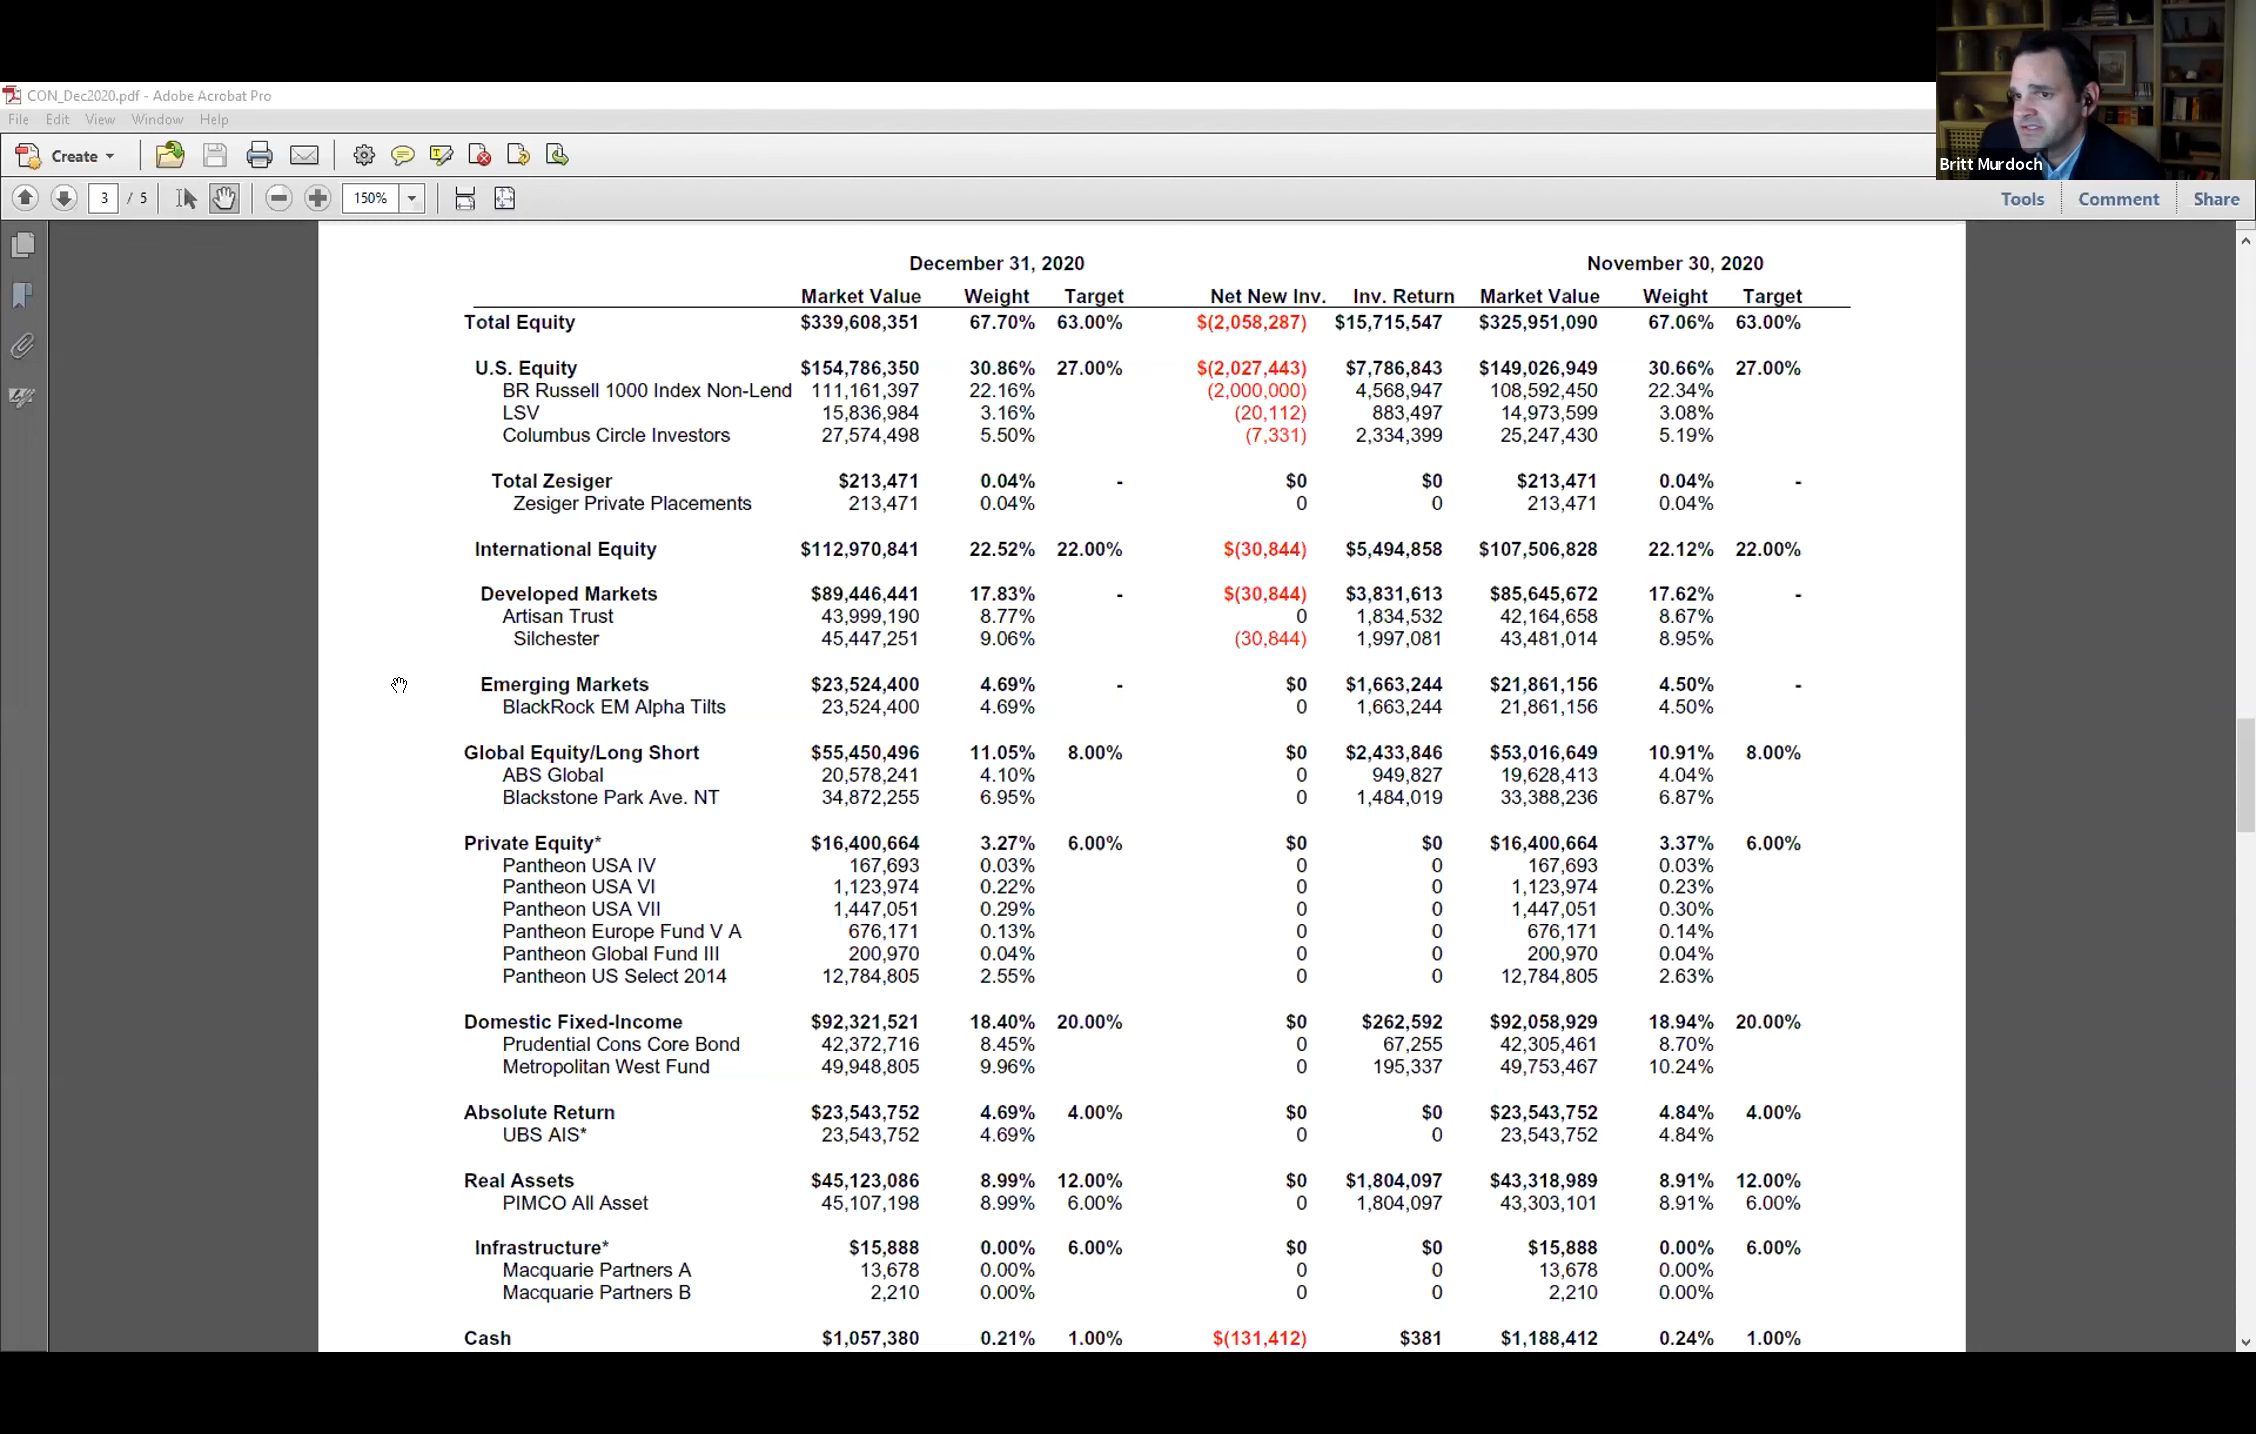 CON_Dec2020.pdf - Adobe Acrobat Pro
File Edit View Window Help
Create
Britt Murdoch
3 / 5 150% Tools Comment Share
December 31, 2020 November 30, 2020
Market Value Weight Target Net New Inv. Inv. Return Market Value Weight Target
Total Equity $339,608,351 67.70% 63.00% $(2,058,287) $15,715,547 $325,951,090 67.06% 63.00%
U.S. Equity $154,786,350 30.86% 27.00% $(2,027,443) $7,786,843 $149,026,949 30.66% 27.00%
BR Russell 1000 Index Non-Lend 111,161,397 22.16% (2,000,000) 4,568,947 108,592,450 22.34%
LSV 15,836,984 3.16% (20,112) 883,497 14,973,599 3.08%
Columbus Circle Investors 27,574,498 5.50% (7,331) 2,334,399 25,247,430 5.19%
Total Zesiger $213,471 0.04% - $0 $0 $213,471 0.04% -
Zesiger Private Placements 213,471 0.04% 0 0 213,471 0.04%
International Equity $112,970,841 22.52% 22.00% $(30,844) $5,494,858 $107,506,828 22.12% 22.00%
Developed Markets $89,446,441 17.83% - $(30,844) $3,831,613 $85,645,672 17.62% -
Artisan Trust 43,999,190 8.77% 0 1,834,532 42,164,658 8.67%
Silchester 45,447,251 9.06% (30,844) 1,997,081 43,481,014 8.95%
Emerging Markets $23,524,400 4.69% - $0 $1,663,244 $21,861,156 4.50% -
BlackRock EM Alpha Tilts 23,524,400 4.69% 0 1,663,244 21,861,156 4.50%
Global Equity/Long Short $55,450,496 11.05% 8.00% $0 $2,433,846 $53,016,649 10.91% 8.00%
ABS Global 20,578,241 4.10% 0 949,827 19,628,413 4.04%
Blackstone Park Ave. NT 34,872,255 6.95% 0 1,484,019 33,388,236 6.87%
Private Equity* $16,400,664 3.27% 6.00% $0 $0 $16,400,664 3.37% 6.00%
Pantheon USA IV 167,693 0.03% 0 0 167,693 0.03%
Pantheon USA VI 1,123,974 0.22% 0 0 1,123,974 0.23%
Pantheon USA VII 1,447,051 0.29% 0 0 1,447,051 0.30%
Pantheon Europe Fund V A 676,171 0.13% 0 0 676,171 0.14%
Pantheon Global Fund III 200,970 0.04% 0 0 200,970 0.04%
Pantheon US Select 2014 12,784,805 2.55% 0 0 12,784,805 2.63%
Domestic Fixed-Income $92,321,521 18.40% 20.00% $0 $262,592 $92,058,929 18.94% 20.00%
Prudential Cons Core Bond 42,372,716 8.45% 0 67,255 42,305,461 8.70%
Metropolitan West Fund 49,948,805 9.96% 0 195,337 49,753,467 10.24%
Absolute Return $23,543,752 4.69% 4.00% $0 $0 $23,543,752 4.84% 4.00%
UBS AIS* 23,543,752 4.69% 0 0 23,543,752 4.84%
Real Assets $45,123,086 8.99% 12.00% $0 $1,804,097 $43,318,989 8.91% 12.00%
PIMCO All Asset 45,107,198 8.99% 6.00% 0 1,804,097 43,303,101 8.91% 6.00%
Infrastructure* $15,888 0.00% 6.00% $0 $0 $15,888 0.00% 6.00%
Macquarie Partners A 13,678 0.00% 0 0 13,678 0.00%
Macquarie Partners B 2,210 0.00% 0 0 2,210 0.00%
Cash $1,057,380 0.21% 1.00% $(131,412) $381 $1,188,412 0.24% 1.00%